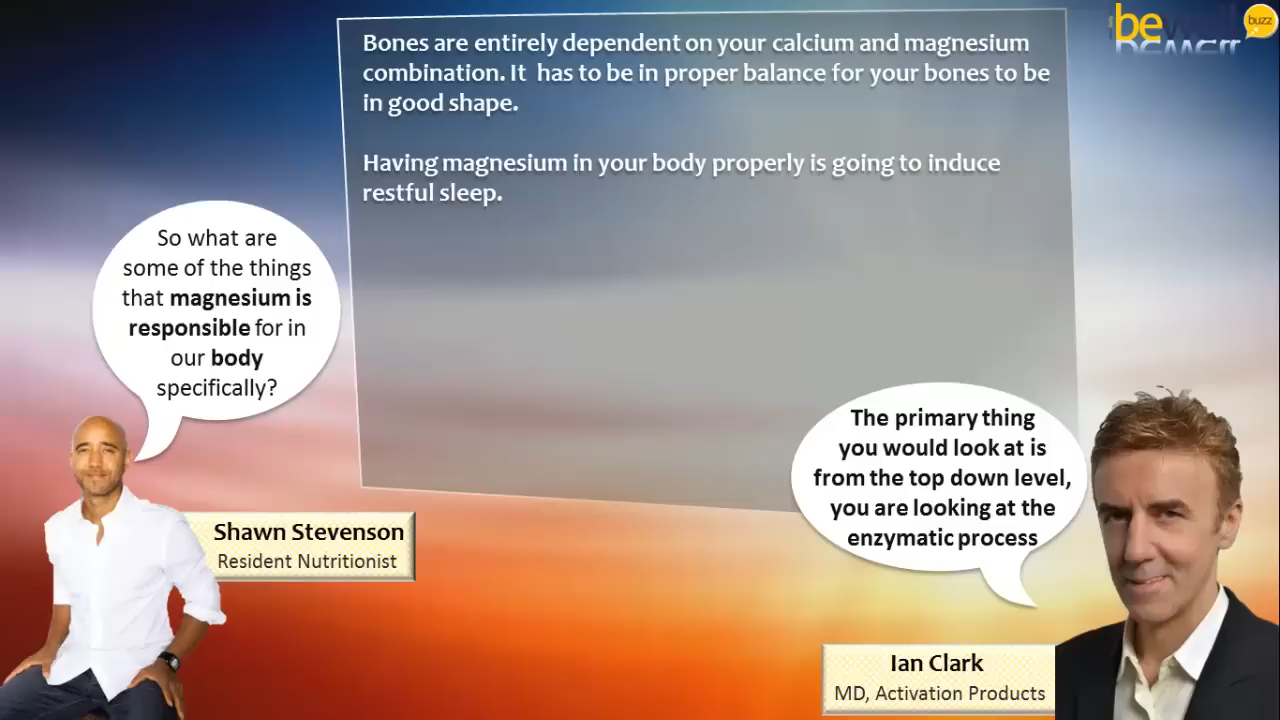 be
buzz
Bones are entirely dependent on your calcium and magnesium
combination. It has to be in proper balance for your bones to be
in good shape.
Having magnesium in your body properly is going to induce
restful sleep.
So what are
some of the things
that magnesium is
responsible for in
our body
specifically?
The primary thing
you would look at is
from the top down level,
you are looking at the
enzymatic process
Shawn Stevenson
Resident Nutritionist
Ian Clark
MD, Activation Products